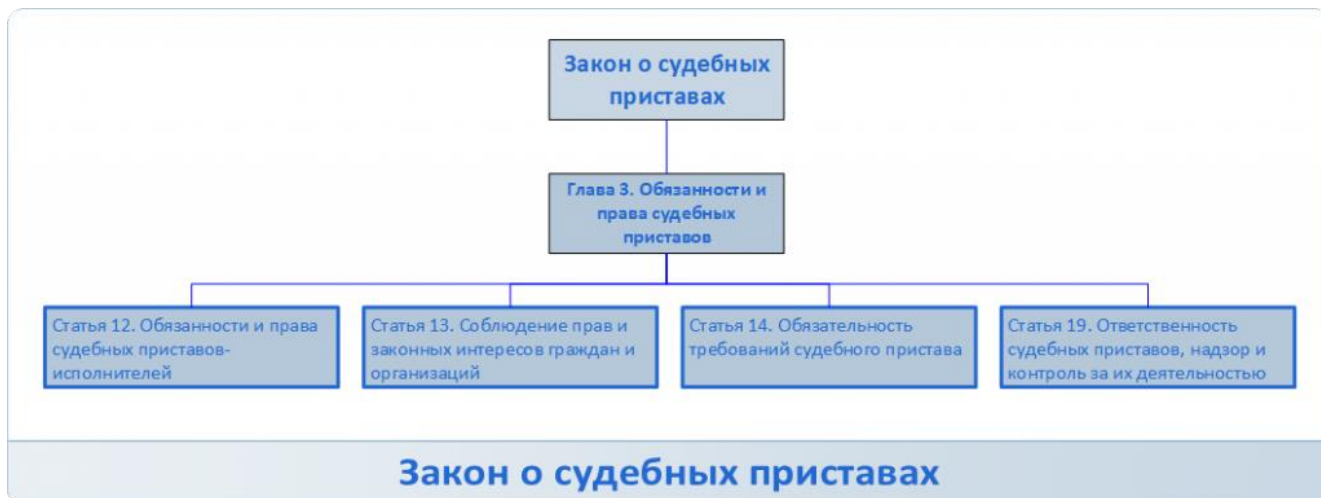 Закон о судебных
приставах
Глава 3. Обязанности и
права судебных
приставов
Статья 12. Обязанности и права
судебных приставов-
исполнителей
Статья 13. Соблюдение прав и
законных интересов граждан и
организаций
Статья 14. Обязательность
требований судебного пристава
Статья 19. Ответственность
судебных приставов, надзор и
контроль за их деятельностью
Закон о судебных приставах